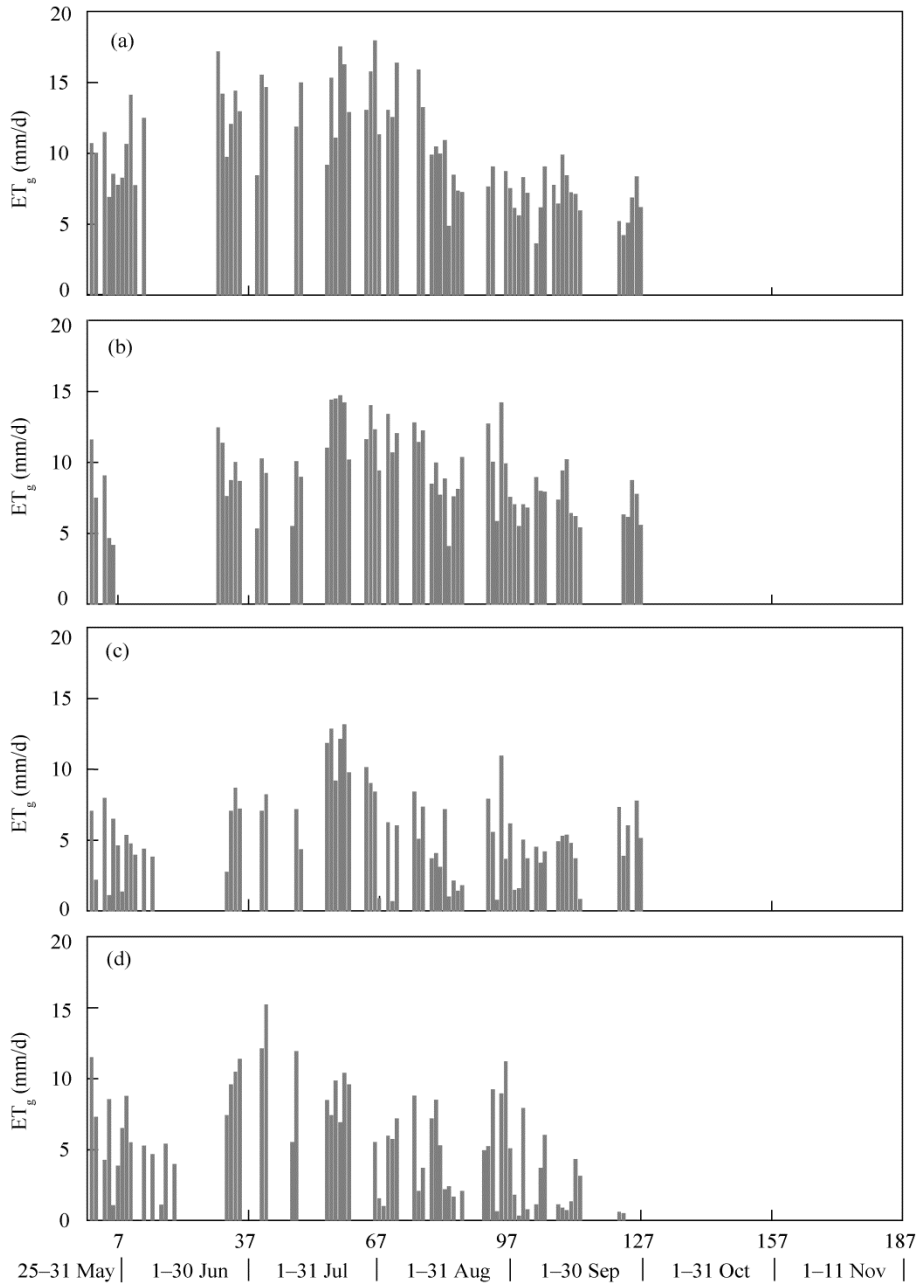 20
(a)
15
10
5
0
ET_g (mm/d)
20
(b)
15
10
5
0
ET_g (mm/d)
20
(c)
15
10
5
0
ET_g (mm/d)
20
(d)
15
10
5
0
ET_g (mm/d)
7 37 67 97 127 157 187
25–31 May | 1–30 Jun | 1–31 Jul | 1–31 Aug | 1–30 Sep | 1–31 Oct | 1–11 Nov |